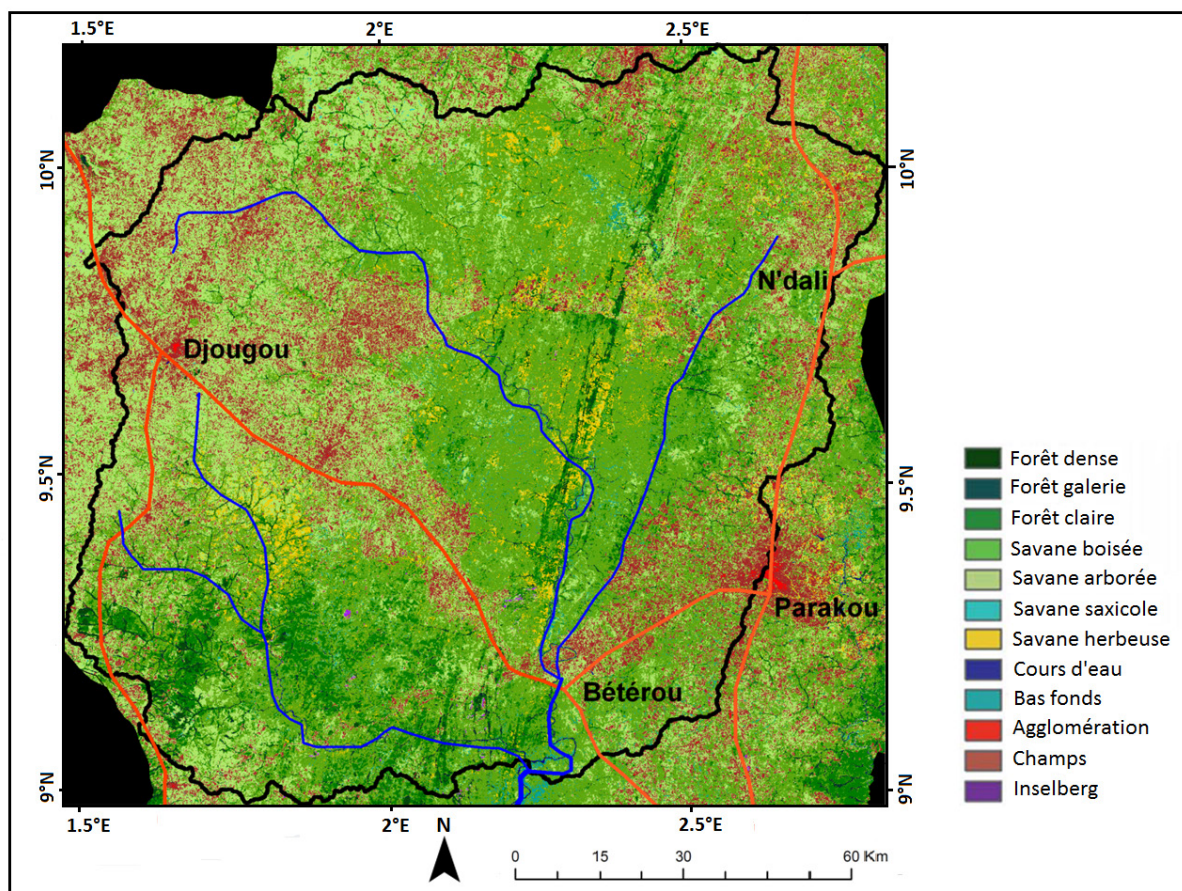 1.5°E 2°E 2.5°E
10°N 10°N
N'dali
Djougou
9.5°N 9.5°N
Parakou
Bétérou
9°N 9°N
1.5°E 2°E 2.5°E
N
0 15 30 60 Km
Forêt dense
Forêt galerie
Forêt claire
Savane boisée
Savane arborée
Savane saxicole
Savane herbeuse
Cours d'eau
Bas fonds
Agglomération
Champs
Inselberg